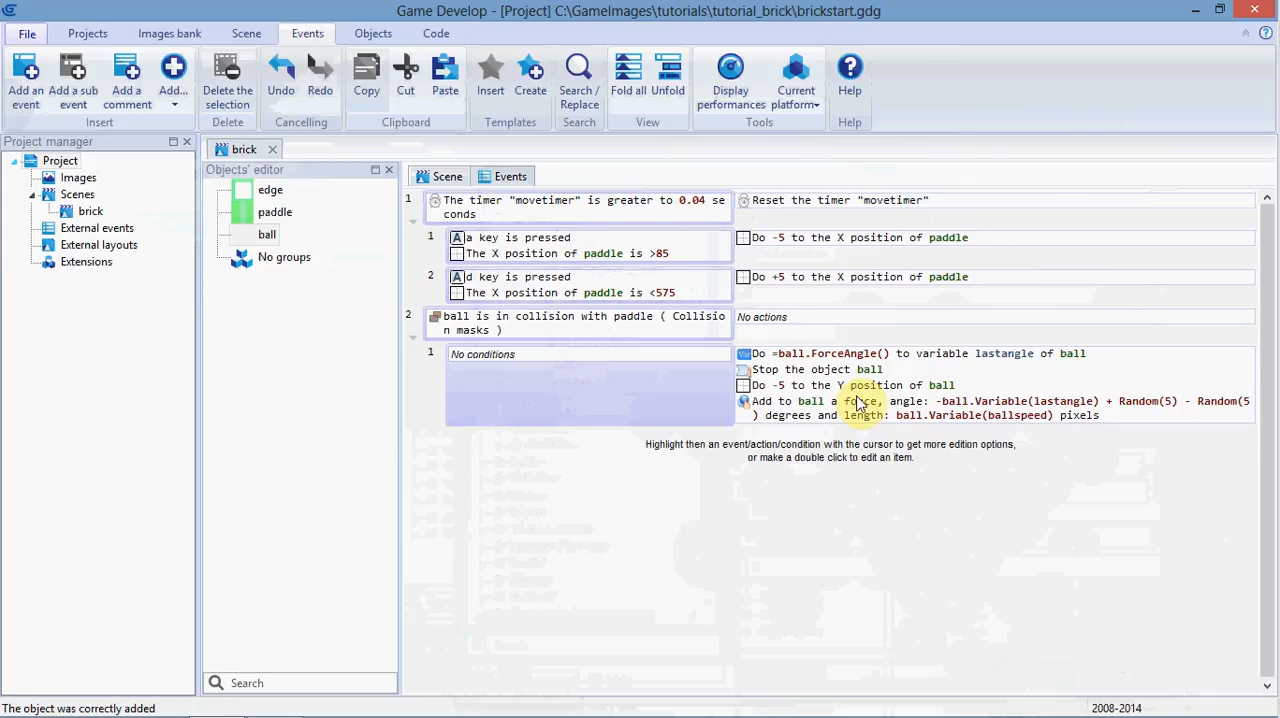 Game Develop - [Project] C:\GameImages\tutorials\tutorial_brick\brickstart.gdg
File Projects Images bank Scene Events Objects Code
Add an event
Add a sub event
Add a comment
Add...
Insert
Delete the selection
Delete
Undo
Redo
Cancelling
Copy
Cut
Paste
Clipboard
Insert
Create
Templates
Search / Replace
Search
Fold all
Unfold
View
Display performances
Current platform
Tools
Help
Help
Project manager
Project
Images
Scenes
brick
External events
External layouts
Extensions
brick
Objects' editor
edge
paddle
ball
No groups
Search
Scene
Events
1
The timer "movetimer" is greater to 0.04 se
conds
Reset the timer "movetimer"
1
A a key is pressed
The X position of paddle is >85
Do -5 to the X position of paddle
2
A d key is pressed
The X position of paddle is <575
Do +5 to the X position of paddle
2
ball is in collision with paddle ( Collisio
n masks )
No actions
1
No conditions
Var Do =ball.ForceAngle() to variable lastangle of ball
Stop the object ball
Do -5 to the Y position of ball
Add to ball a force, angle: -ball.Variable(lastangle) + Random(5) - Random(5
) degrees and length: ball.Variable(ballspeed) pixels
Highlight then an event/action/condition with the cursor to get more edition options,
or make a double click to edit an item.
The object was correctly added
2008-2014